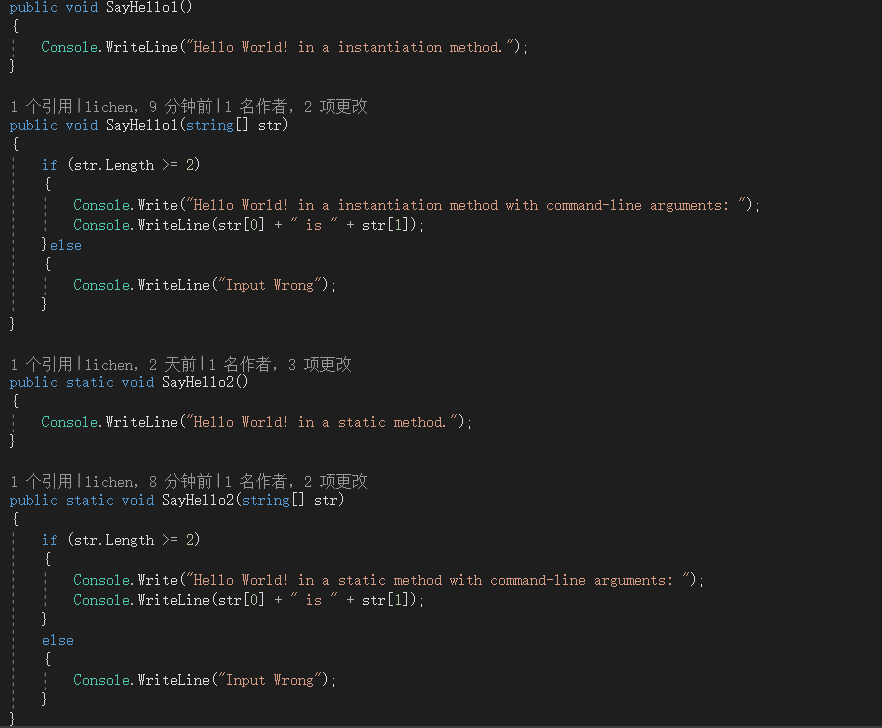 public void SayHello1()
{
    Console.WriteLine("Hello World! in a instantiation method.");
}
1 个引用|lichen，9 分钟前|1 名作者，2 项更改
public void SayHello1(string[] str)
{
    if (str.Length >= 2)
    {
        Console.Write("Hello World! in a instantiation method with command-line arguments: ");
        Console.WriteLine(str[0] + " is " + str[1]);
    }else
    {
        Console.WriteLine("Input Wrong");
    }
}
1 个引用|lichen，2 天前|1 名作者，3 项更改
public static void SayHello2()
{
    Console.WriteLine("Hello World! in a static method.");
}
1 个引用|lichen，8 分钟前|1 名作者，2 项更改
public static void SayHello2(string[] str)
{
    if (str.Length >= 2)
    {
        Console.Write("Hello World! in a static method with command-line arguments: ");
        Console.WriteLine(str[0] + " is " + str[1]);
    }
    else
    {
        Console.WriteLine("Input Wrong");
    }
}